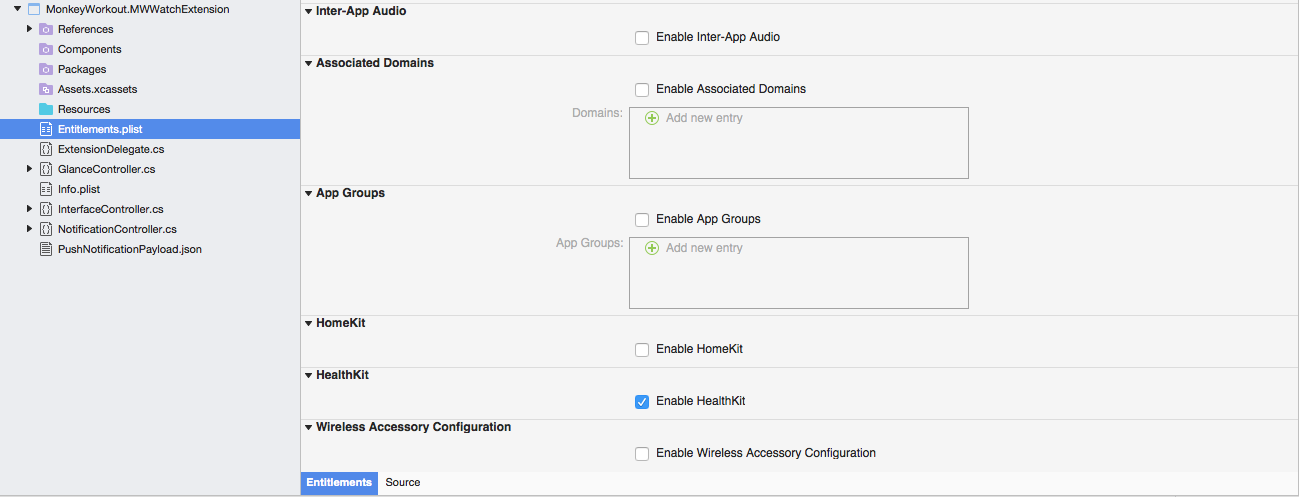 MonkeyWorkout.MWWatchExtension
References
Components
Packages
Assets.xcassets
Resources
Entitlements.plist
ExtensionDelegate.cs
GlanceController.cs
Info.plist
InterfaceController.cs
NotificationController.cs
PushNotificationPayload.json
Inter-App Audio
Enable Inter-App Audio
Associated Domains
Enable Associated Domains
Domains:
Add new entry
App Groups
Enable App Groups
App Groups:
Add new entry
HomeKit
Enable HomeKit
HealthKit
Enable HealthKit
Wireless Accessory Configuration
Enable Wireless Accessory Configuration
Entitlements Source